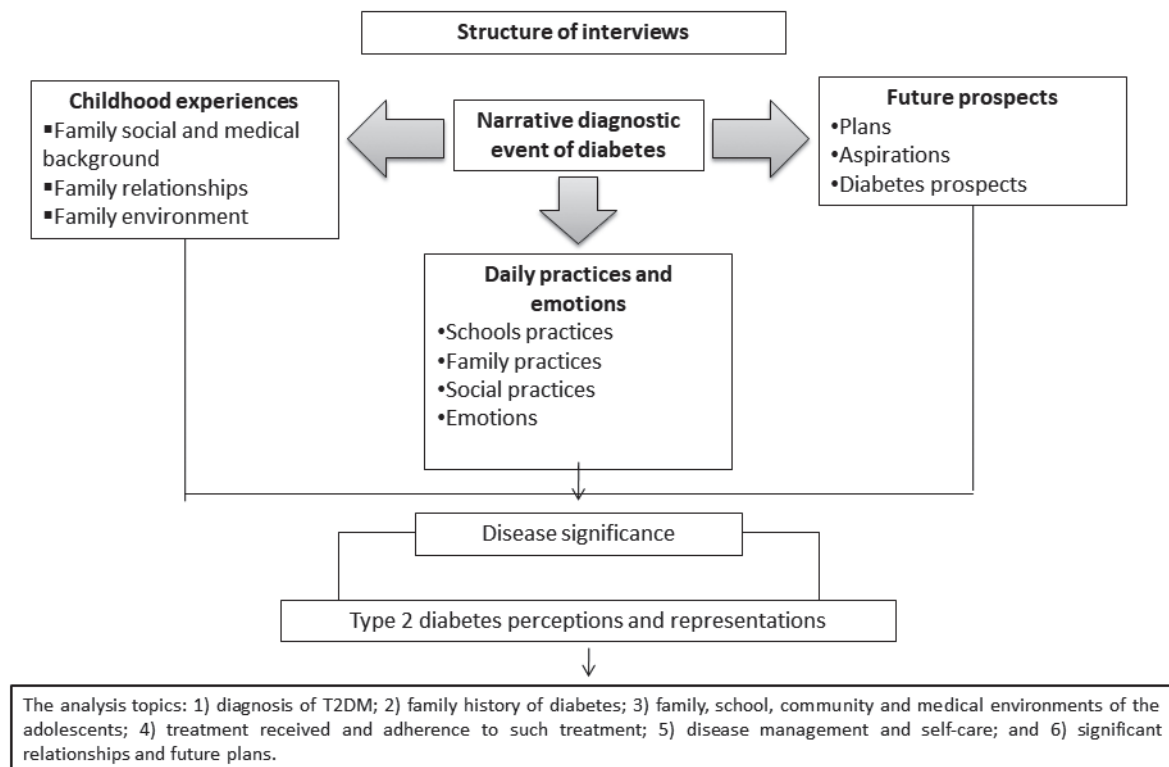 Structure of interviews
Childhood experiences
▪Family social and medical
background
▪Family relationships
▪Family environment
Narrative diagnostic
event of diabetes
Future prospects
•Plans
•Aspirations
•Diabetes prospects
Daily practices and
emotions
•Schools practices
•Family practices
•Social practices
•Emotions
Disease significance
Type 2 diabetes perceptions and representations
The analysis topics: 1) diagnosis of T2DM; 2) family history of diabetes; 3) family, school, community and medical environments of the
adolescents; 4) treatment received and adherence to such treatment; 5) disease management and self-care; and 6) significant
relationships and future plans.